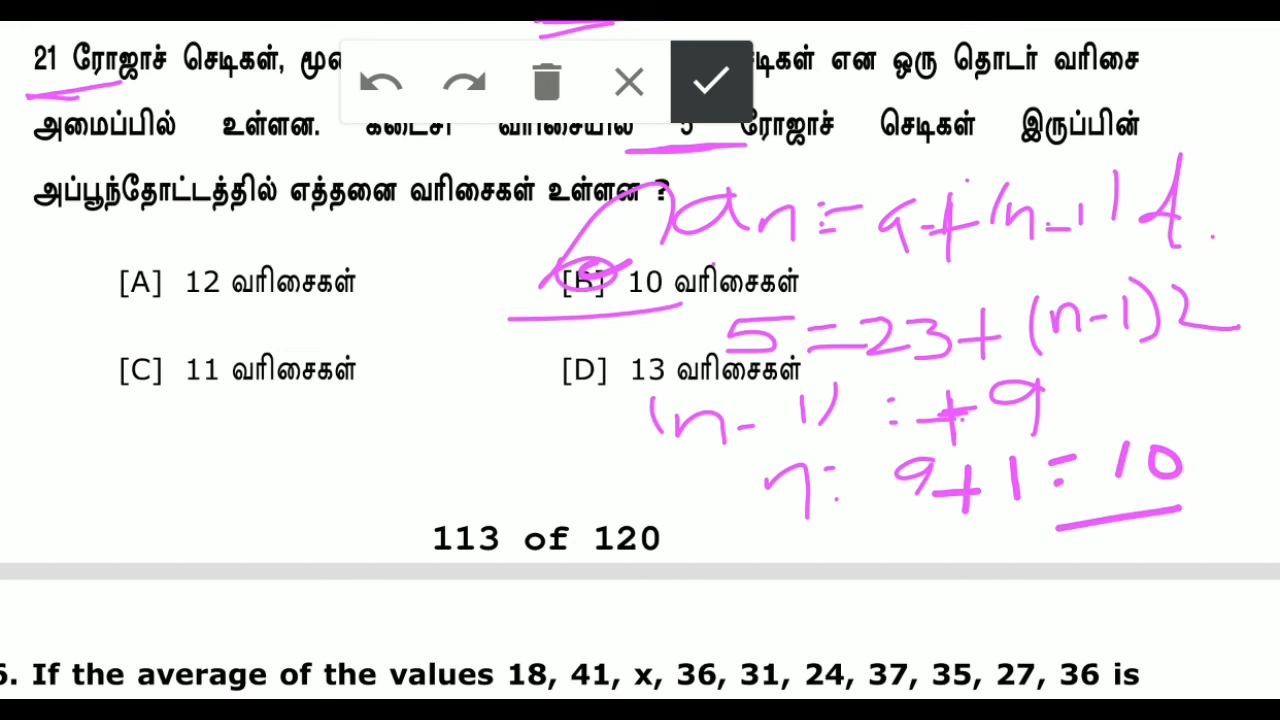 21 ரோஜாச் செடிகள், என ஒரு தொடர் வரிசை
அமைப்பில் உள்ளன. கடைசி வரிசையில் 5 ரோஜாச் செடிகள் இருப்பின்
அப்பூந்தோட்டத்தில் எத்தனை வரிசைகள் உள்ளன ?
an = a + (n-1) d.
[A] 12 வரிசைகள் [B] 10 வரிசைகள்
5 = 23 + (n-1) 2
[C] 11 வரிசைகள் [D] 13 வரிசைகள்
(n-1) = + 9
n = 9 + 1 = 10
113 of 120
If the average of the values 18, 41, x, 36, 31, 24, 37, 35, 27, 36 is